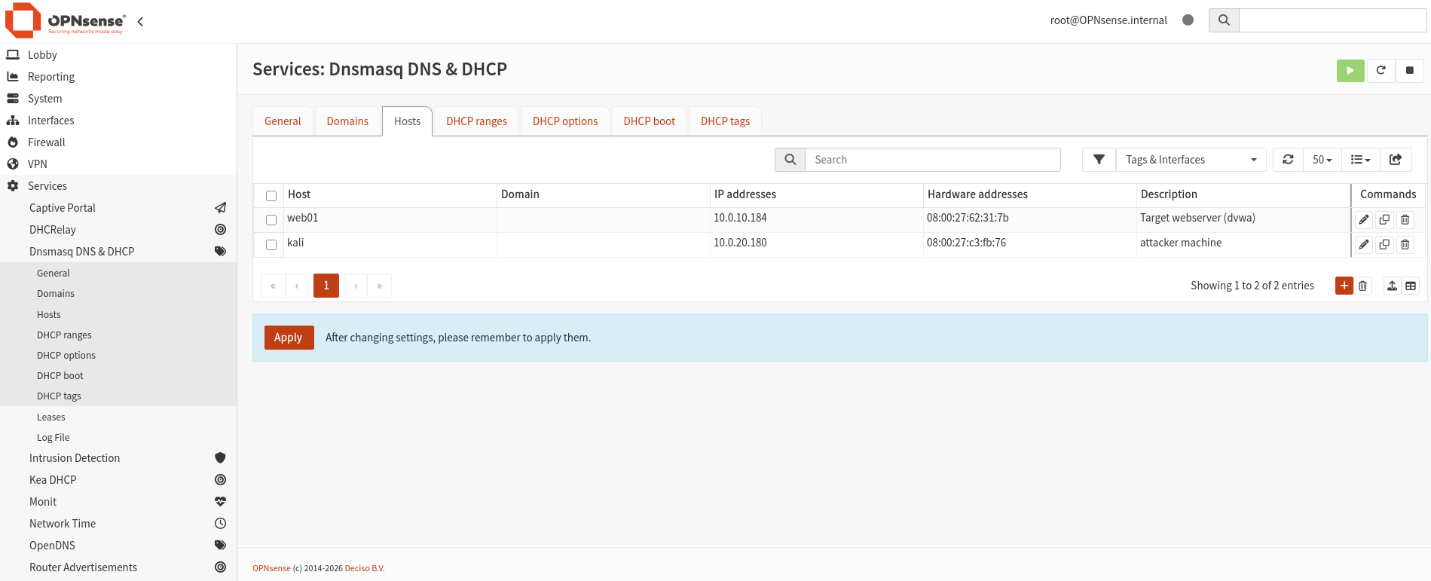 OPNsense
Securing networks made easy
root@OPNsense.internal
Lobby
Reporting
System
Interfaces
Firewall
VPN
Services
Captive Portal
DHCRelay
Dnsmasq DNS & DHCP
General
Domains
Hosts
DHCP ranges
DHCP options
DHCP boot
DHCP tags
Leases
Log File
Intrusion Detection
Kea DHCP
Monit
Network Time
OpenDNS
Router Advertisements
Services: Dnsmasq DNS & DHCP
General Domains Hosts DHCP ranges DHCP options DHCP boot DHCP tags
Search Tags & Interfaces 50
Host Domain IP addresses Hardware addresses Description Commands
web01 10.0.10.184 08:00:27:62:31:7b Target webserver (dvwa)
kali 10.0.20.180 08:00:27:c3:fb:76 attacker machine
« ‹ 1 › » Showing 1 to 2 of 2 entries
Apply After changing settings, please remember to apply them.
OPNsense (c) 2014-2026 Deciso B.V.